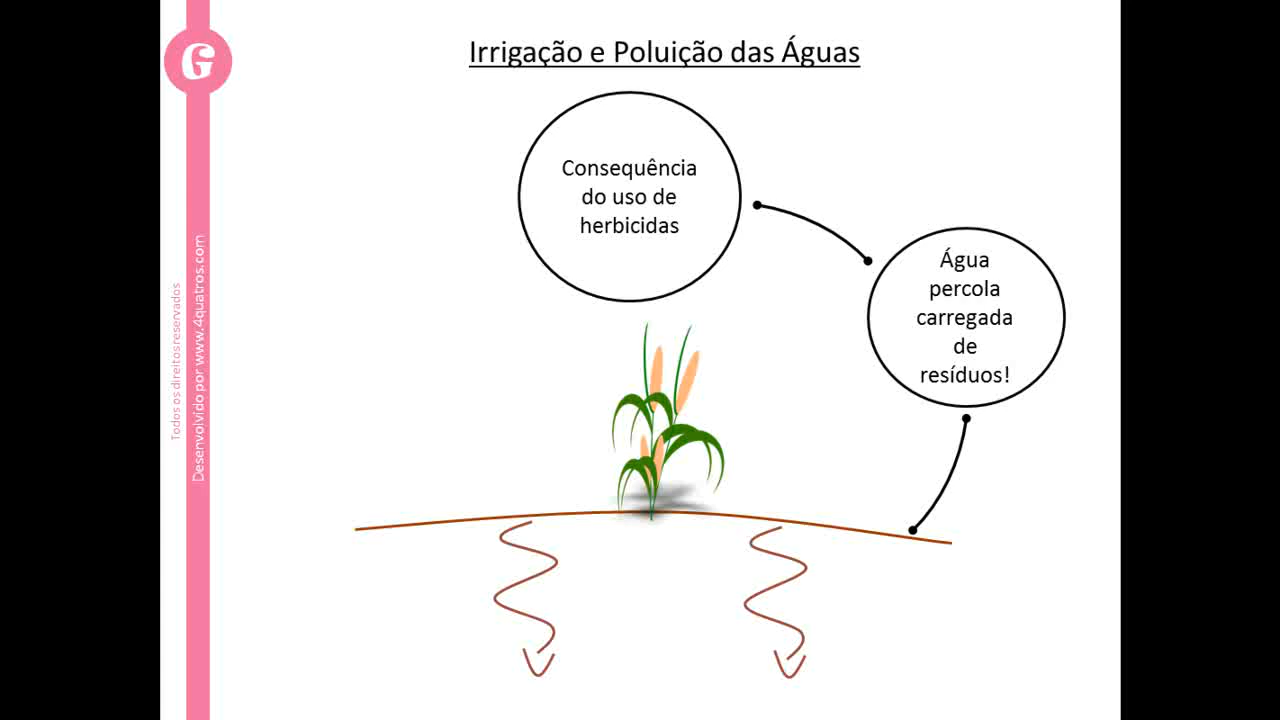 Irrigação e Poluição das Águas
Consequência
do uso de
herbicidas
Água
percola
carregada
de
resíduos!
G
Todos os direitos reservados
Desenvolvido por www.4quatros.com